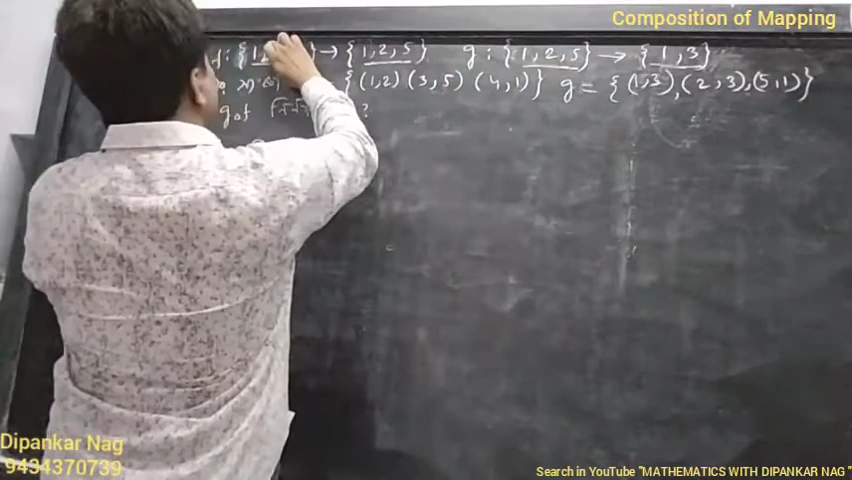 Composition of Mapping
f : {1, } → {1,2,5} g : {1,2,5} → {1,3}
{(1,2) (3,5) (4,1)} g = {(1,3),(2,3),(5,1)}
gof ?
Dipankar Nag
9434370739
Search in YouTube "MATHEMATICS WITH DIPANKAR NAG"